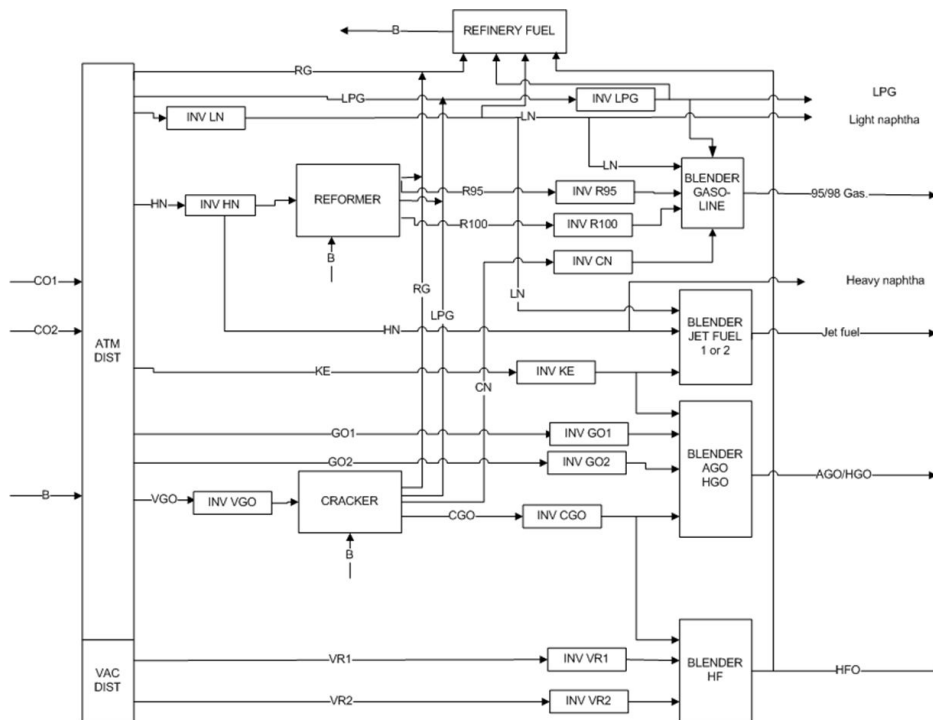 REFINERY FUEL
B
RG
LPG
INV LPG
LPG
INV LN
LN
Light naphtha
LN
BLENDER
GASO-
LINE
95/98 Gas.
REFORMER
R95
INV R95
HN
INV HN
R100
INV R100
B
INV CN
RG
LPG
LN
Heavy naphtha
CO1
CO2
ATM
DIST
HN
BLENDER
JET FUEL
1 or 2
Jet fuel
KE
INV KE
CN
GO1
INV GO1
GO2
INV GO2
BLENDER
AGO
HGO
AGO/HGO
B
VGO
INV VGO
CRACKER
CGO
INV CGO
B
VAC
DIST
VR1
INV VR1
BLENDER
HF
HFO
VR2
INV VR2